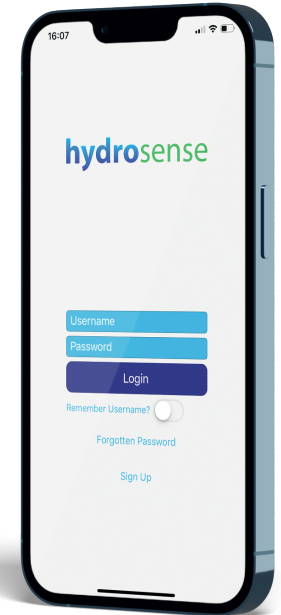 16:07
hydrosense
Username
Password
Login
Remember Username?
Forgotten Password
Sign Up